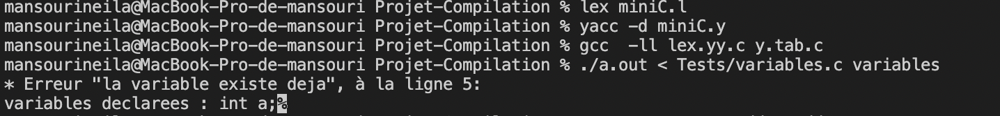 mansourineila@MacBook-Pro-de-mansouri Projet-Compilation % lex miniC.l
mansourineila@MacBook-Pro-de-mansouri Projet-Compilation % yacc -d miniC.y
mansourineila@MacBook-Pro-de-mansouri Projet-Compilation % gcc  -ll lex.yy.c y.tab.c
mansourineila@MacBook-Pro-de-mansouri Projet-Compilation % ./a.out < Tests/variables.c variables
* Erreur "la variable existe deja", à la ligne 5:
variables declarees : int a;%